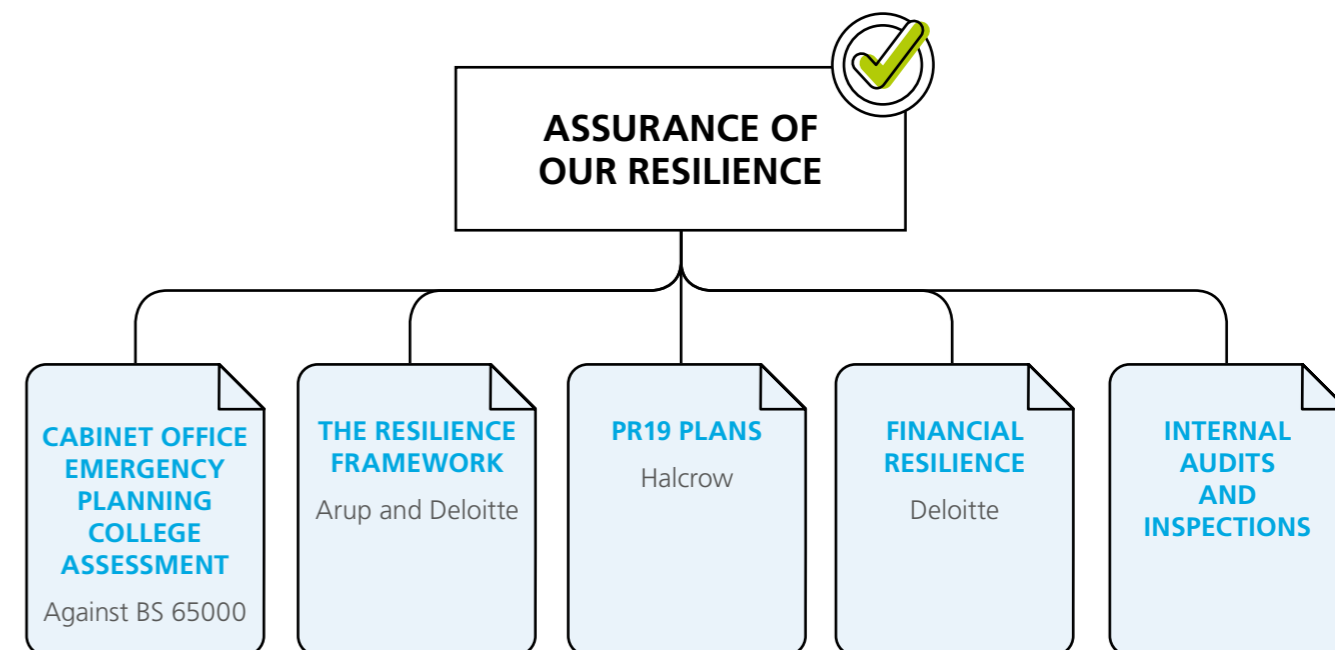 ASSURANCE OF
OUR RESILIENCE
CABINET OFFICE
EMERGENCY
PLANNING
COLLEGE
ASSESSMENT
Against BS 65000
THE RESILIENCE
FRAMEWORK
Arup and Deloitte
PR19 PLANS
Halcrow
FINANCIAL
RESILIENCE
Deloitte
INTERNAL
AUDITS
AND
INSPECTIONS